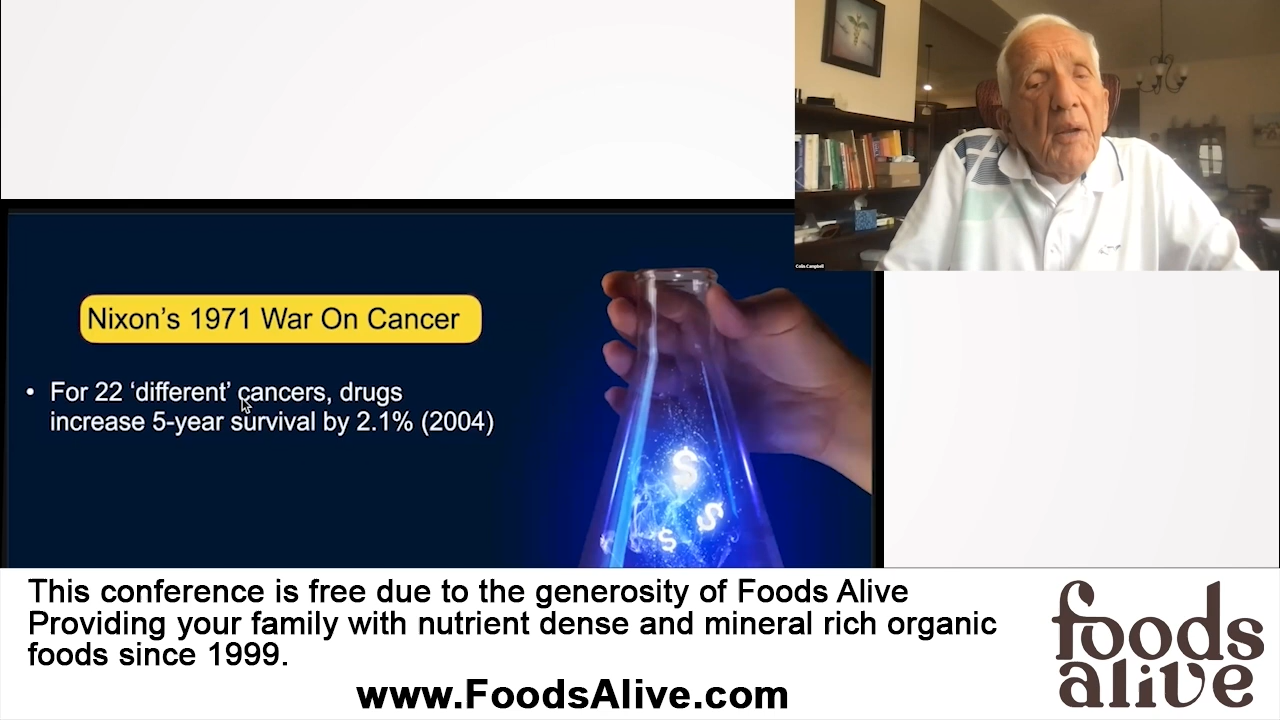 Colin Campbell
Nixon's 1971 War On Cancer
• For 22 ‘different’ cancers, drugs
increase 5-year survival by 2.1% (2004)
$
$
$
This conference is free due to the generosity of Foods Alive
Providing your family with nutrient dense and mineral rich organic
foods since 1999.
www.FoodsAlive.com
foods
alive